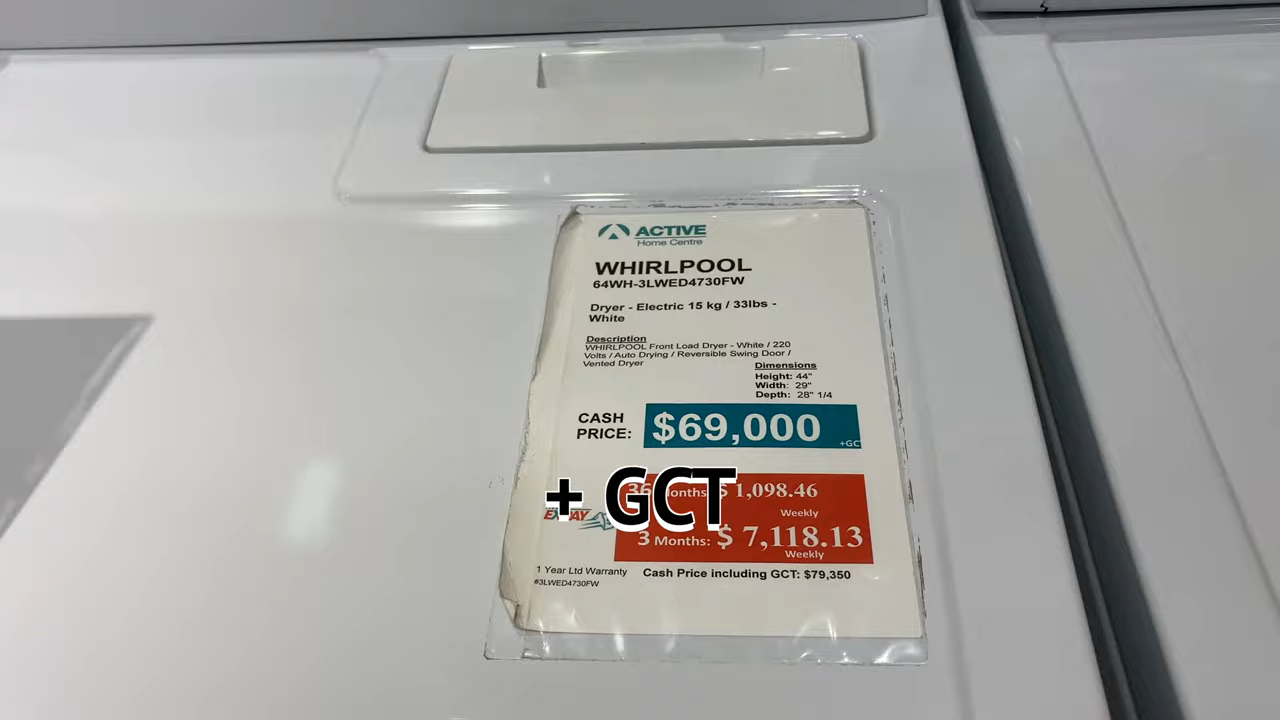 ACTIVE
Home Centre
WHIRLPOOL
64WH-3LWED4730FW
Dryer - Electric 15 kg / 33lbs -
White
Description
WHIRLPOOL Front Load Dryer - White / 220
Volts / Auto Drying / Reversible Swing Door /
Vented Dryer
Dimensions
Height: 44"
Width: 29"
Depth: 28" 1/4
CASH
PRICE:
$69,000
+GC
+ GCT
36 onths: $ 1,098.46
Weekly
3 Months: $ 7,118.13
Weekly
1 Year Ltd Warranty
#3LWED4730FW
Cash Price including GCT: $79,350